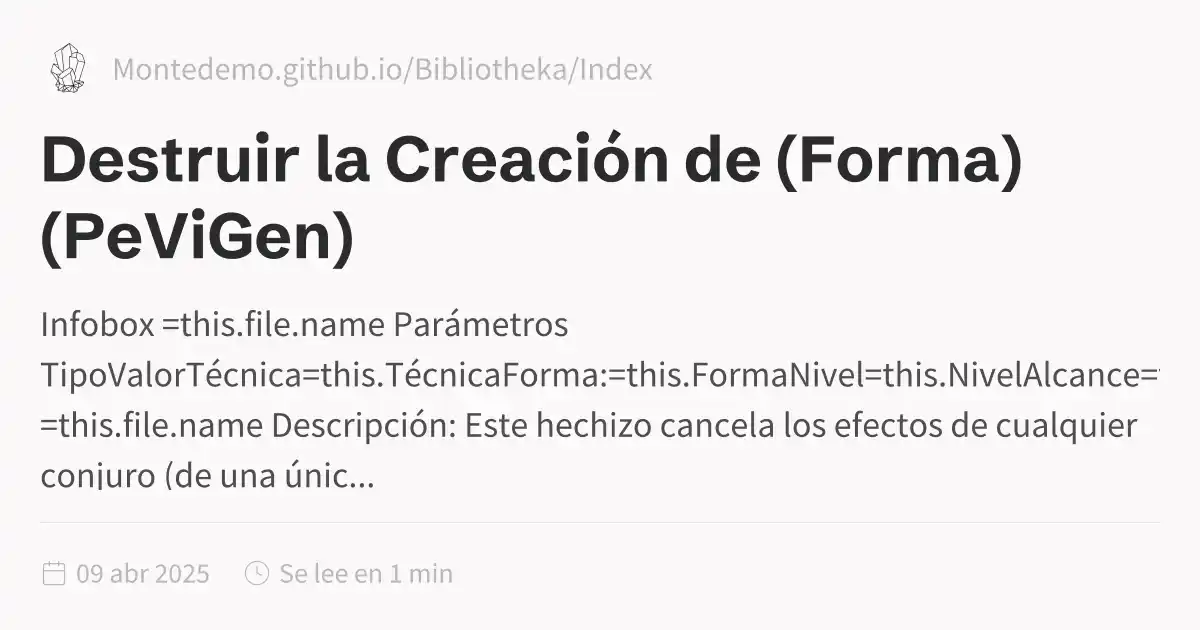 Montedemo.github.io/Bibliotheka/Index
Destruir la Creación de (Forma)
(PeViGen)
Infobox =this.file.name Parámetros
TipoValorTécnica=this.TécnicaForma:=this.FormaNivel=this.NivelAlcance=
=this.file.name Descripción: Este hechizo cancela los efectos de cualquier
conjuro (de una únic...
09 abr 2025 Se lee en 1 min